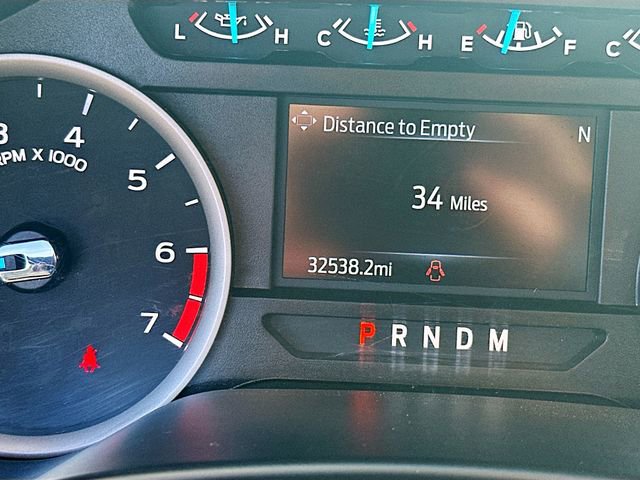 L H C H E F C
Distance to Empty N
34 Miles
32538.2mi
3 4 5 6 7
RPM X 1000
P R N D M